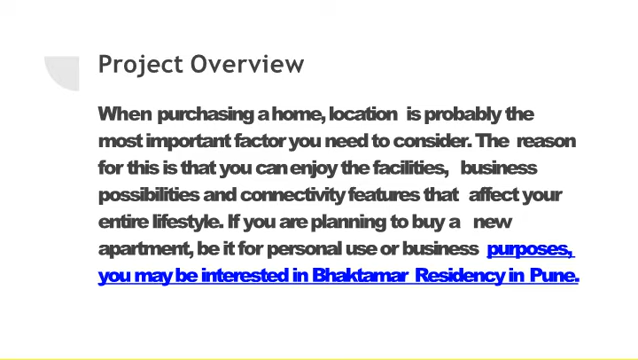 Project Overview
When purchasing a home, location is probably the
most important factor you need to consider. The reason
for this is that you can enjoy the facilities, business
possibilities and connectivity features that affect your
entire lifestyle. If you are planning to buy a new
apartment, be it for personal use or business purposes,
you may be interested in Bhaktamar Residency in Pune.